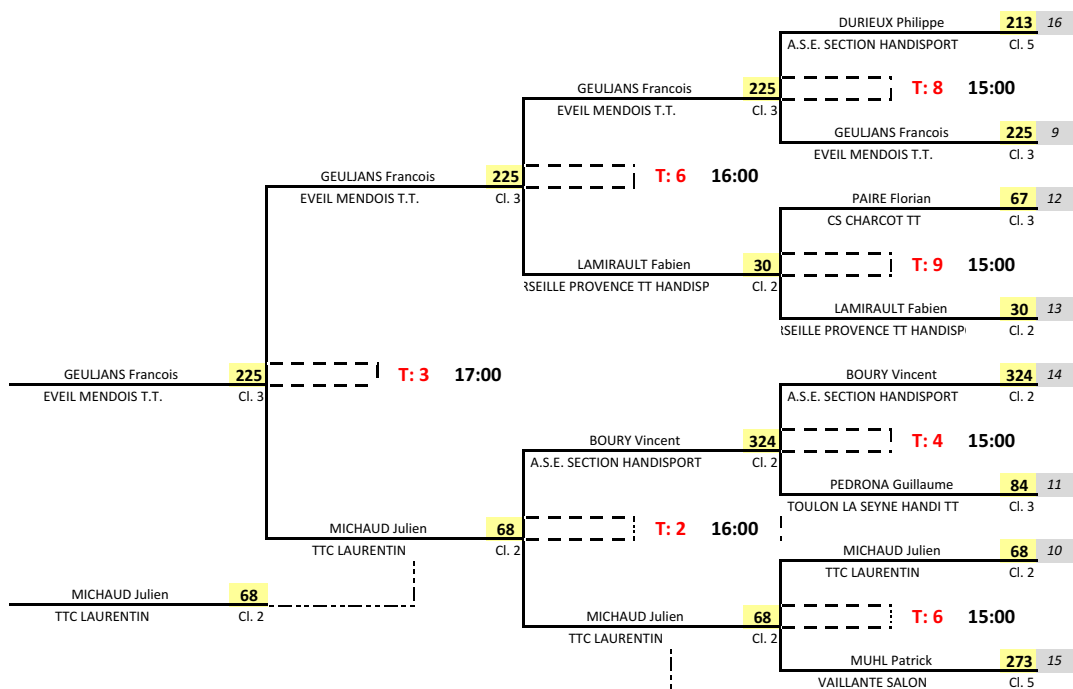 DURIEUX Philippe 213 16
A.S.E. SECTION HANDISPORT Cl. 5
GEULJANS Francois 225 T: 8 15:00
EVEIL MENDOIS T.T. Cl. 3
GEULJANS Francois 225 9
EVEIL MENDOIS T.T. Cl. 3
GEULJANS Francois 225 T: 6 16:00
EVEIL MENDOIS T.T. Cl. 3
PAIRE Florian 67 12
CS CHARCOT TT Cl. 3
LAMIRAULT Fabien 30 T: 9 15:00
RSEILLE PROVENCE TT HANDISP Cl. 2
LAMIRAULT Fabien 30 13
RSEILLE PROVENCE TT HANDISP Cl. 2
GEULJANS Francois 225 T: 3 17:00
EVEIL MENDOIS T.T. Cl. 3
BOURY Vincent 324 14
A.S.E. SECTION HANDISPORT Cl. 2
BOURY Vincent 324 T: 4 15:00
A.S.E. SECTION HANDISPORT Cl. 2
PEDRONA Guillaume 84 11
TOULON LA SEYNE HANDI TT Cl. 3
MICHAUD Julien 68 T: 2 16:00
TTC LAURENTIN Cl. 2
MICHAUD Julien 68 10
TTC LAURENTIN Cl. 2
MICHAUD Julien 68
TTC LAURENTIN Cl. 2
MICHAUD Julien 68 T: 6 15:00
TTC LAURENTIN Cl. 2
MUHL Patrick 273 15
VAILLANTE SALON Cl. 5